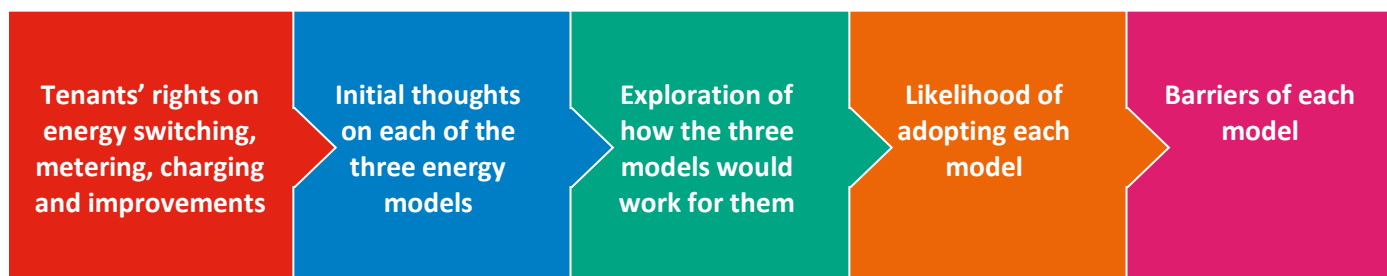 Tenants’ rights on
energy switching,
metering, charging
and improvements
Initial thoughts
on each of the
three energy
models
Exploration of
how the three
models would
work for them
Likelihood of
adopting each
model
Barriers of each
model